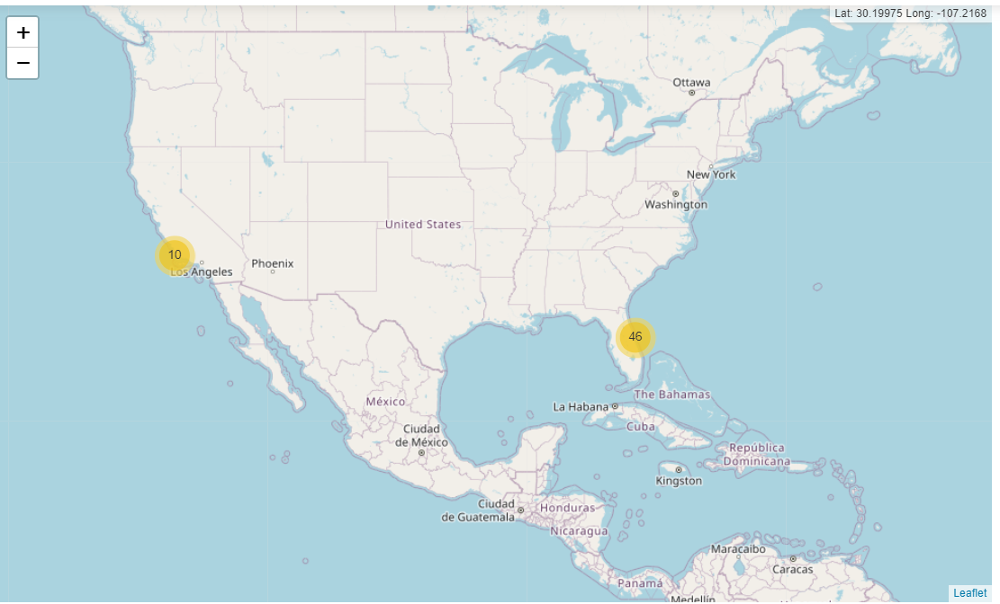 Lat: 30.19975 Long: -107.2168
+
−
Ottawa
New York
Washington
United States
10
Los Angeles
Phoenix
46
The Bahamas
México
La Habana
Cuba
Ciudad
de México
República
Dominicana
Kingston
Ciudad
de Guatemala
Honduras
Nicaragua
Maracaibo
Caracas
Panamá
Medellín
Leaflet